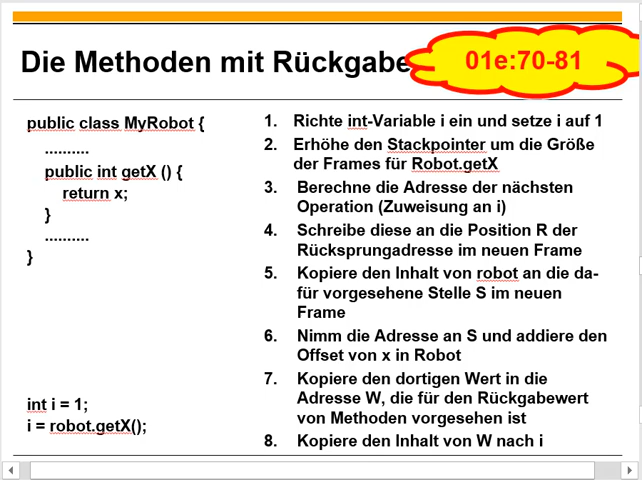 Die Methoden mit Rückgabe
01e:70-81
public class MyRobot {
..........
public int getX () {
return x;
}
..........
}
int i = 1;
i = robot.getX();
1. Richte int-Variable i ein und setze i auf 1
2. Erhöhe den Stackpointer um die Größe
der Frames für Robot.getX
3. Berechne die Adresse der nächsten
Operation (Zuweisung an i)
4. Schreibe diese an die Position R der
Rücksprungadresse im neuen Frame
5. Kopiere den Inhalt von robot an die da-
für vorgesehene Stelle S im neuen
Frame
6. Nimm die Adresse an S und addiere den
Offset von x in Robot
7. Kopiere den dortigen Wert in die
Adresse W, die für den Rückgabewert
von Methoden vorgesehen ist
8. Kopiere den Inhalt von W nach i